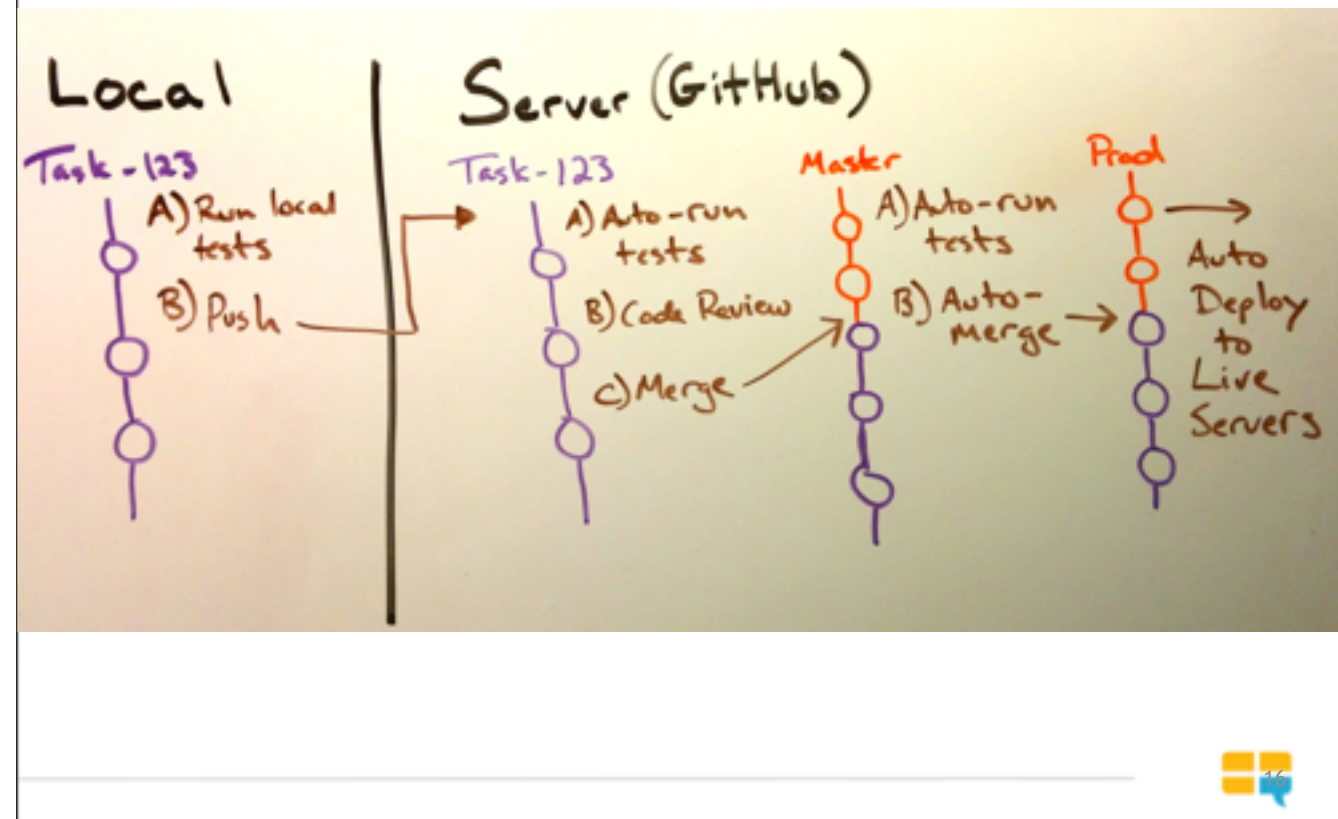 Local
Server (GitHub)
Task-123
A) Run local
tests
B) Push
Task-123
A) Auto-run
tests
B) Code Review
C) Merge
Master
A) Auto-run
tests
B) Auto-
merge
Prod
Auto
Deploy
to
Live
Servers
16